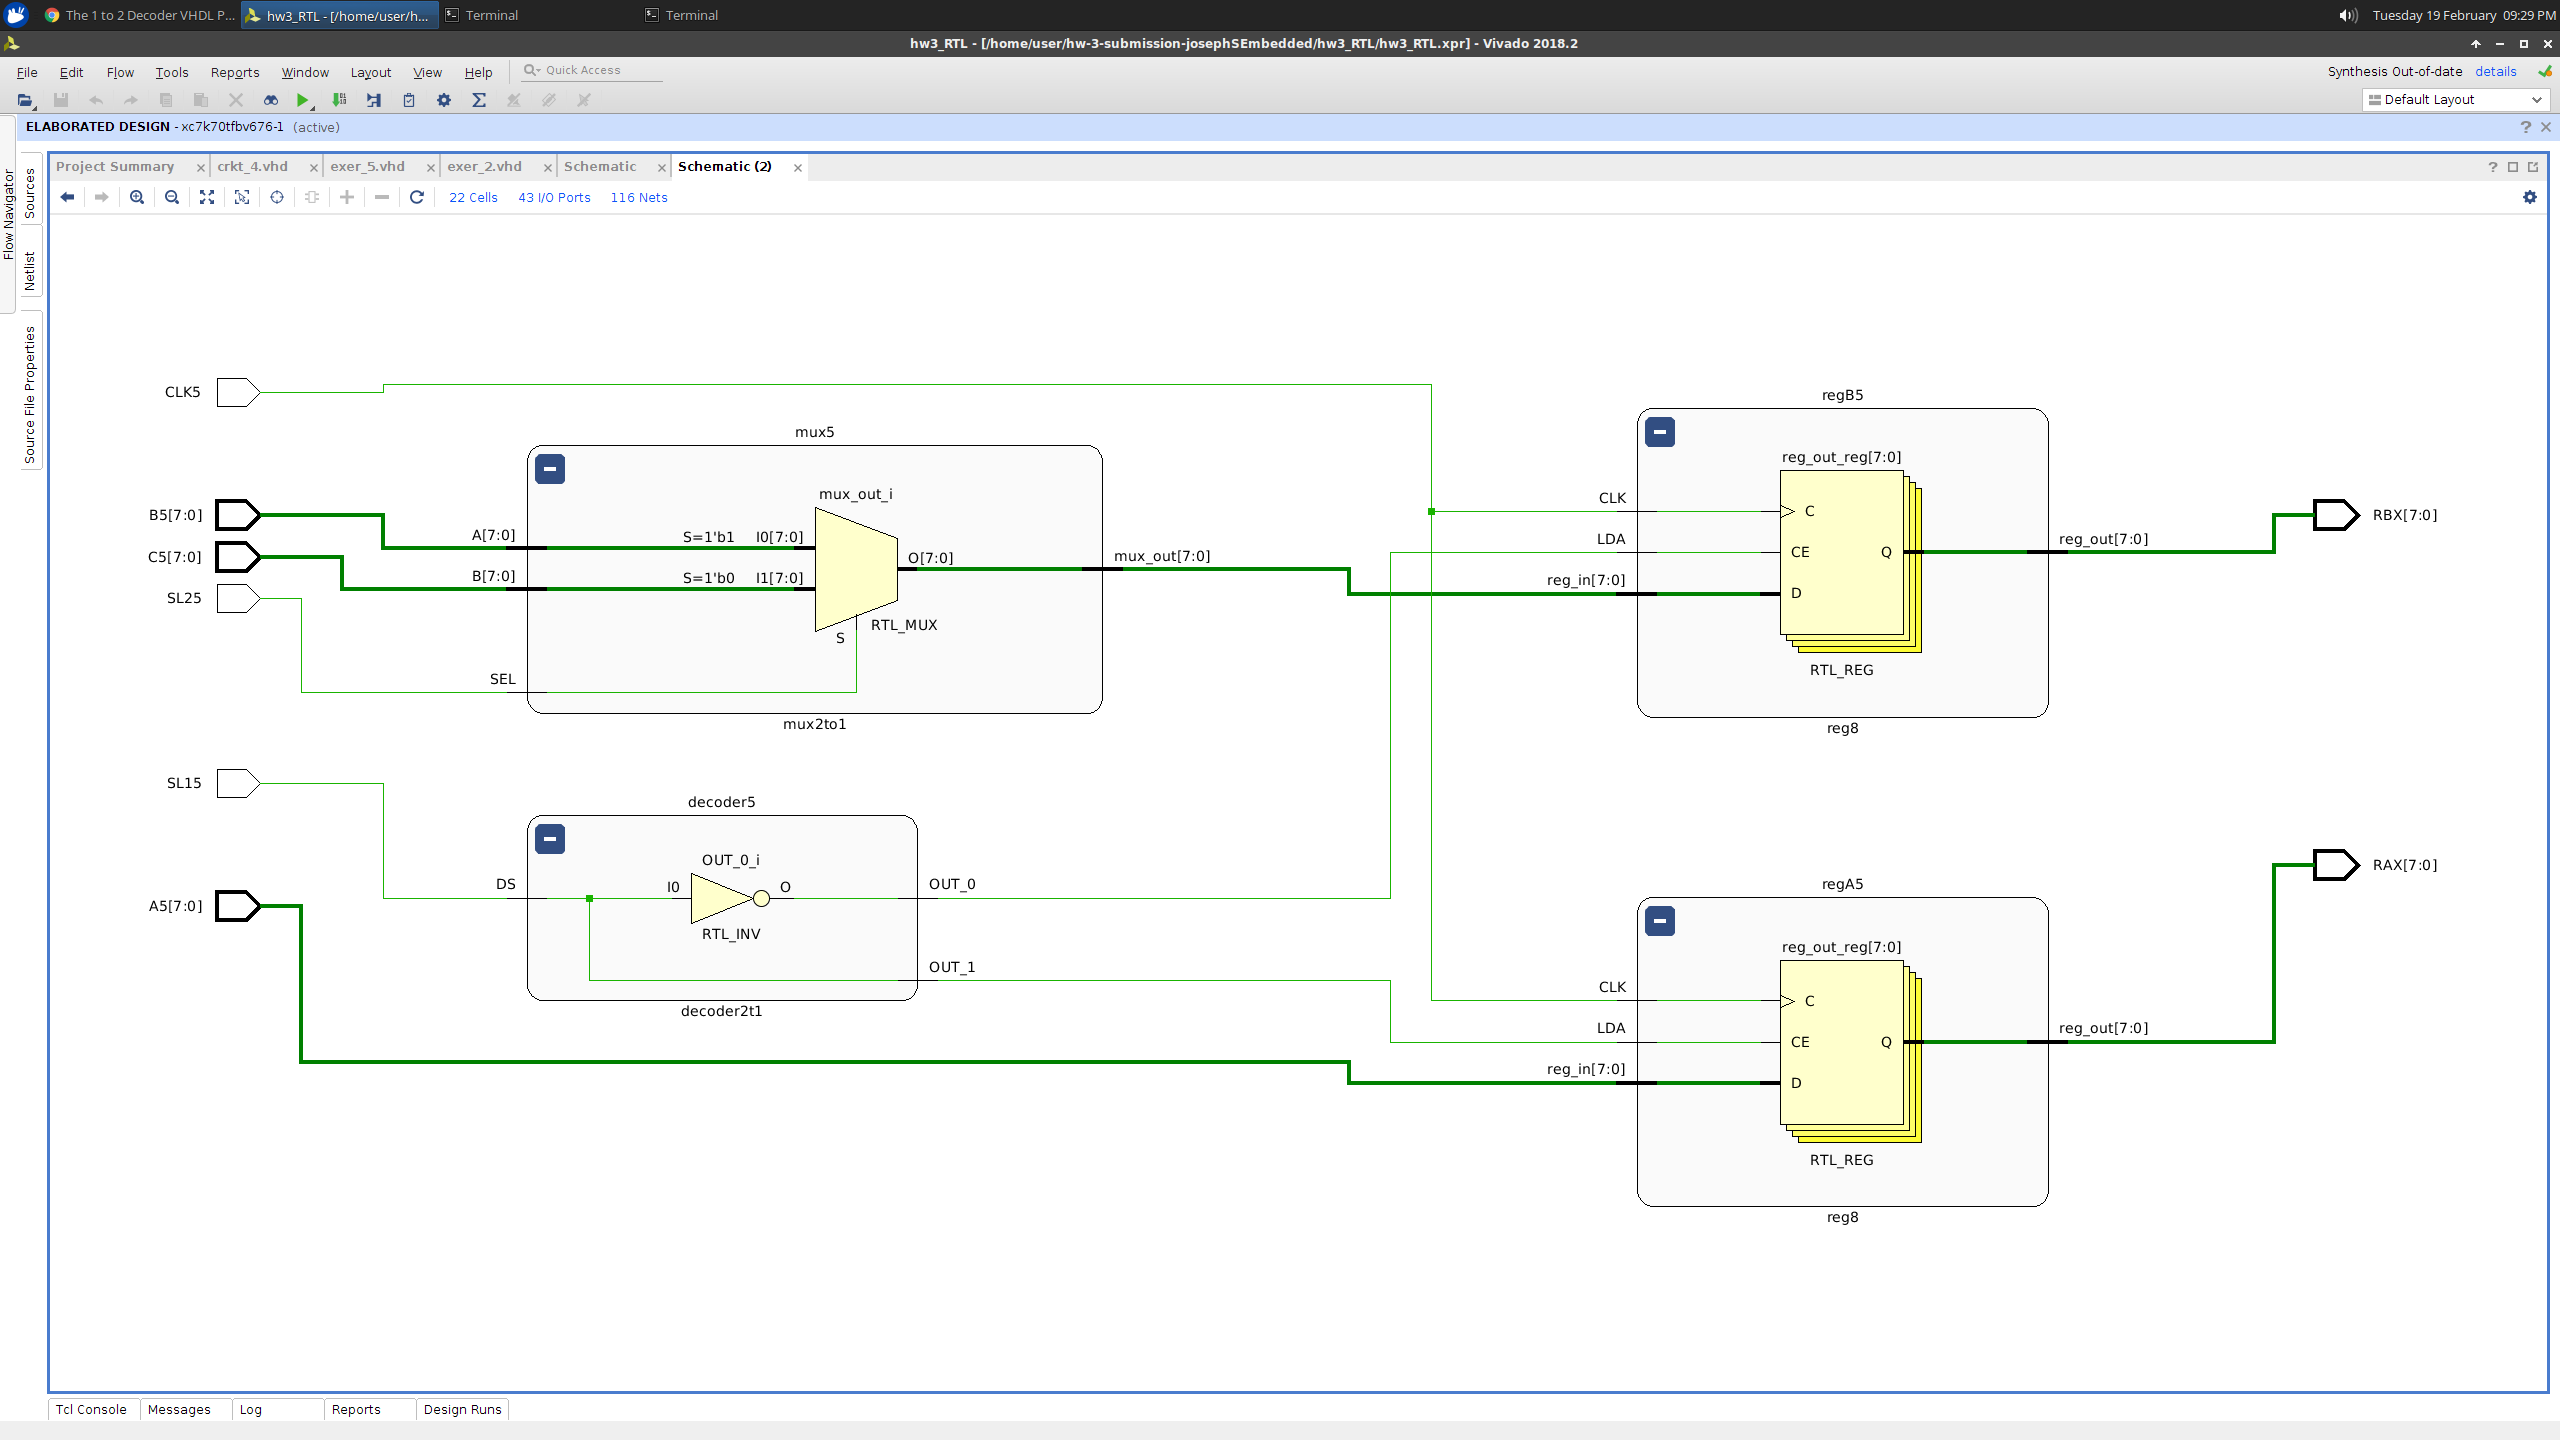 The 1 to 2 Decoder VHDL P...
hw3_RTL - [/home/user/h...
Terminal
Terminal
Tuesday 19 February 09:29 PM
hw3_RTL - [/home/user/hw-3-submission-josephSEmbedded/hw3_RTL/hw3_RTL.xpr] - Vivado 2018.2
File Edit Flow Tools Reports Window Layout View Help Quick Access
Synthesis Out-of-date details
Default Layout
ELABORATED DESIGN - xc7k70tfbv676-1 (active)
Flow Navigator
Sources
Netlist
Source File Properties
Project Summary
crkt_4.vhd
exer_5.vhd
exer_2.vhd
Schematic
Schematic (2)
22 Cells 43 I/O Ports 116 Nets
CLK5
B5[7:0]
C5[7:0]
SL25
SL15
A5[7:0]
mux5
mux_out_i
A[7:0]
S=1'b1 I0[7:0]
B[7:0]
S=1'b0 I1[7:0]
O[7:0]
mux_out[7:0]
S
RTL_MUX
SEL
mux2to1
decoder5
OUT_0_i
DS
I0
O
OUT_0
RTL_INV
OUT_1
decoder2t1
regB5
reg_out_reg[7:0]
CLK
C
LDA
CE
Q
reg_out[7:0]
reg_in[7:0]
D
RTL_REG
reg8
RBX[7:0]
regA5
reg_out_reg[7:0]
CLK
C
LDA
CE
Q
reg_out[7:0]
reg_in[7:0]
D
RTL_REG
reg8
RAX[7:0]
Tcl Console
Messages
Log
Reports
Design Runs